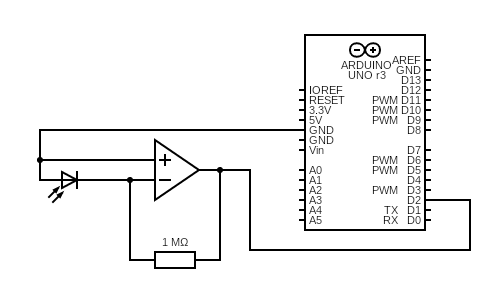 ARDUINO
UNO r3
AREF
GND
D13
IOREF D12
RESET PWM D11
3.3V PWM D10
5V PWM D9
GND D8
GND
Vin D7
PWM D6
A0 PWM D5
A1 D4
A2 PWM D3
A3 D2
A4 TX D1
A5 RX D0
1 MΩ